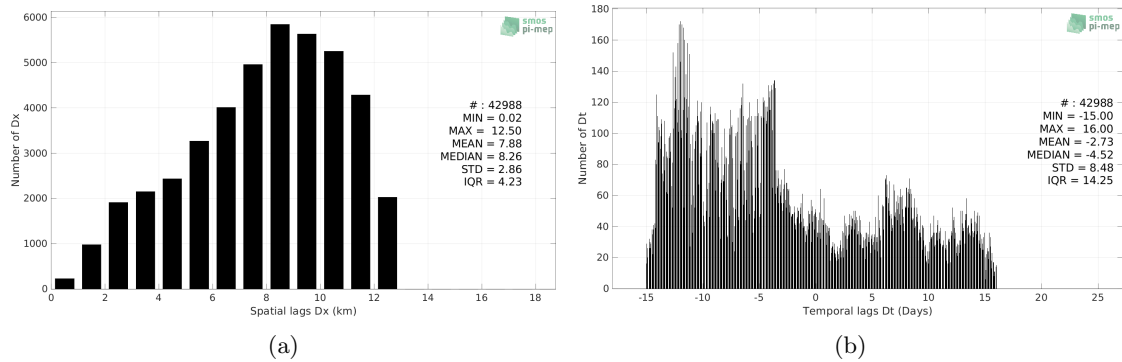 6000
5000
4000
3000
2000
1000
0
Number of Dx
0 2 4 6 8 10 12 14 16 18
Spatial lags Dx (km)
smos
pi-mep
# : 42988
MIN = 0.02
MAX = 12.50
MEAN = 7.88
MEDIAN = 8.26
STD = 2.86
IQR = 4.23
(a)
180
160
140
120
100
80
60
40
20
0
Number of Dt
-15 -10 -5 0 5 10 15 20 25
Temporal lags Dt (Days)
smos
pi-mep
# : 42988
MIN = -15.00
MAX = 16.00
MEAN = -2.73
MEDIAN = -4.52
STD = 8.48
IQR = 14.25
(b)